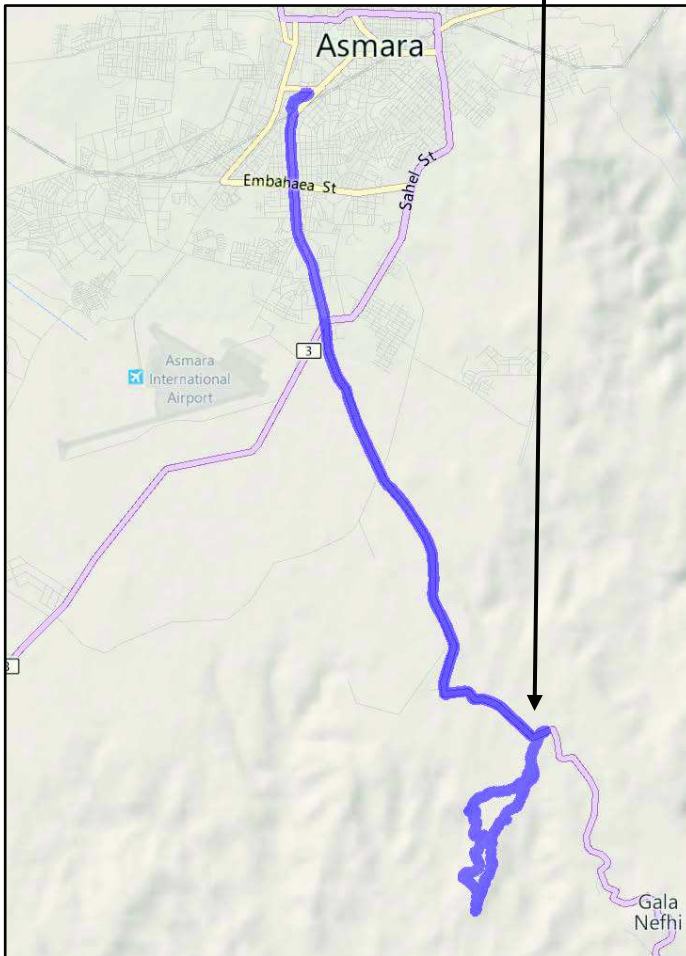 Asmara
Embahaea St
Sahel St
3
Asmara
International
Airport
3
Gala
Nefhi